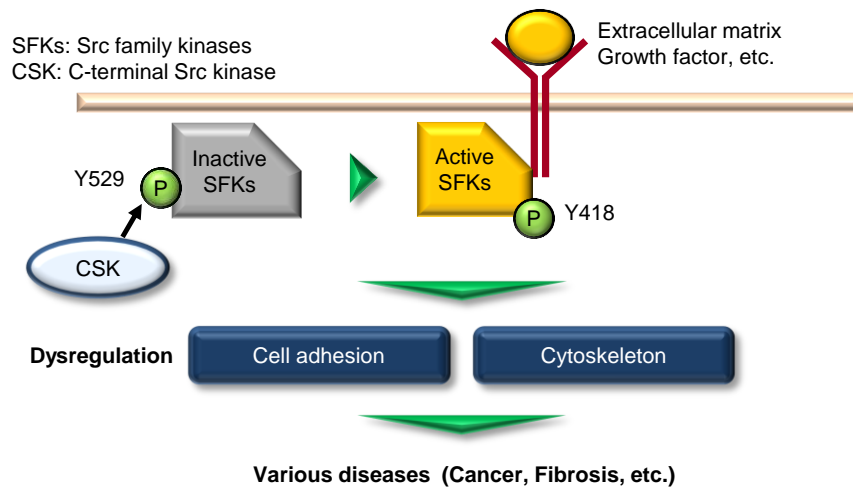 SFKs: Src family kinases
CSK: C-terminal Src kinase
Extracellular matrix
Growth factor, etc.
Y529
P
Inactive
SFKs
Active
SFKs
P
Y418
CSK
Dysregulation
Cell adhesion
Cytoskeleton
Various diseases (Cancer, Fibrosis, etc.)